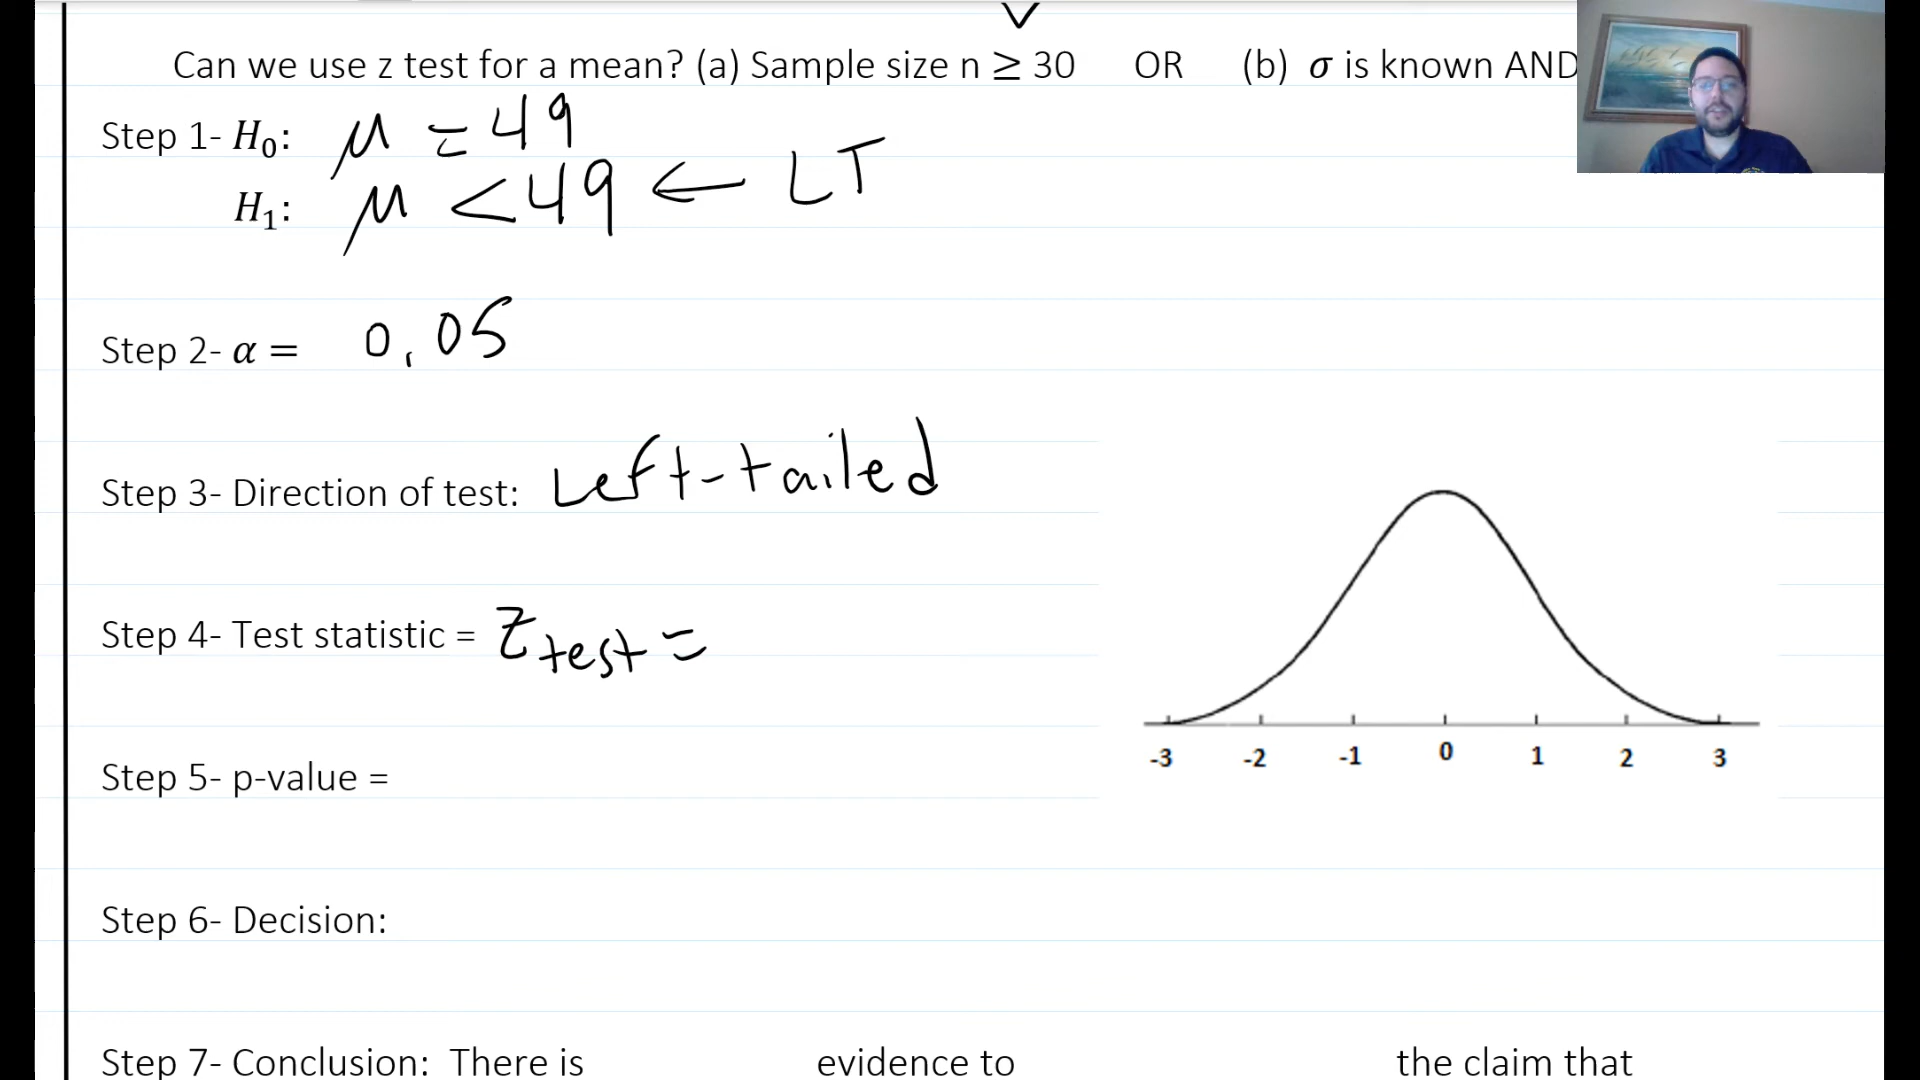 Can we use z test for a mean? (a) Sample size n ≥ 30 OR (b) σ is known AND
Step 1- H₀: μ = 49
H₁: μ < 49 ← LT
Step 2- α = 0.05
Step 3- Direction of test: Left-tailed
Step 4- Test statistic = z test =
-3 -2 -1 0 1 2 3
Step 5- p-value =
Step 6- Decision:
Step 7- Conclusion: There is evidence to the claim that